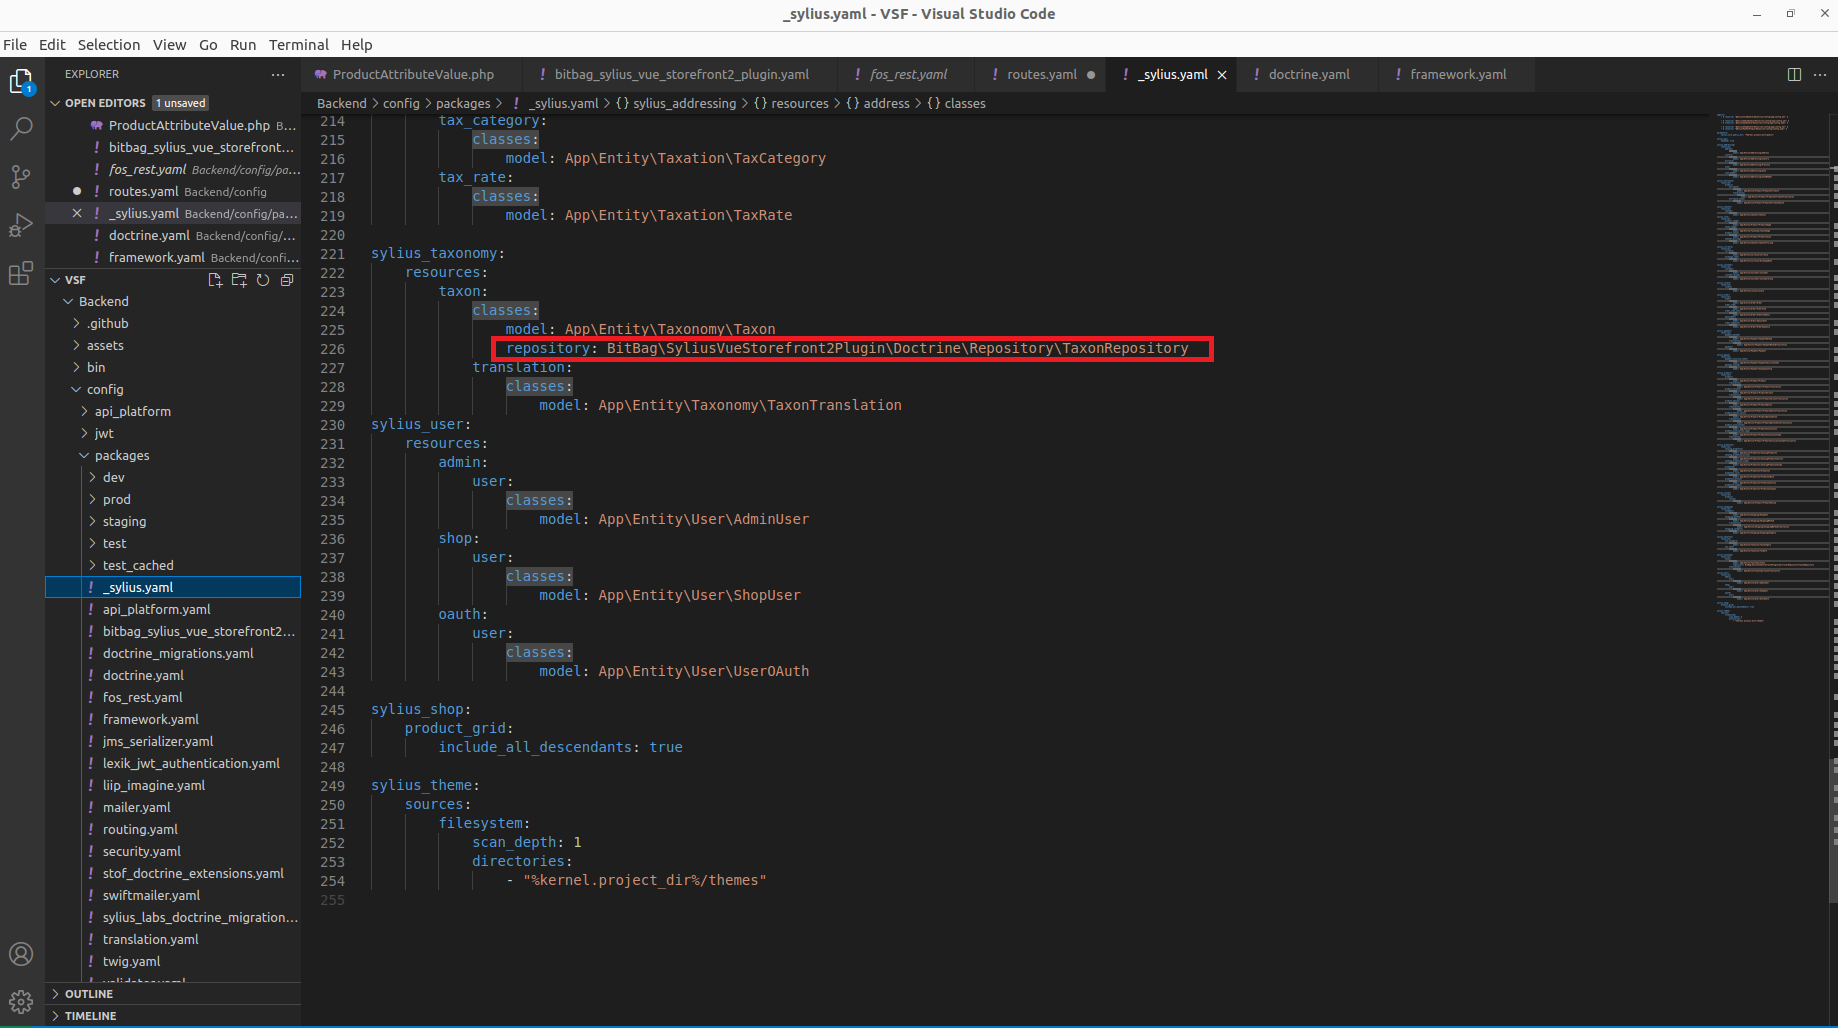 _sylius.yaml - VSF - Visual Studio Code
File Edit Selection View Go Run Terminal Help
EXPLORER
ProductAttributeValue.php
! bitbag_sylius_vue_storefront2_plugin.yaml
! fos_rest.yaml
! routes.yaml
! _sylius.yaml
! doctrine.yaml
! framework.yaml
Backend > config > packages > ! _sylius.yaml > {} sylius_addressing > {} resources > {} address > {} classes
OPEN EDITORS 1 unsaved
ProductAttributeValue.php B...
! bitbag_sylius_vue_storefront...
! fos_rest.yaml Backend/config/pa...
! routes.yaml Backend/config
! _sylius.yaml Backend/config/pa...
! doctrine.yaml Backend/config/...
! framework.yaml Backend/confi...
VSF
Backend
.github
assets
bin
config
api_platform
jwt
packages
dev
prod
staging
test
test_cached
! _sylius.yaml
! api_platform.yaml
! bitbag_sylius_vue_storefront2...
! doctrine_migrations.yaml
! doctrine.yaml
! fos_rest.yaml
! framework.yaml
! jms_serializer.yaml
! lexik_jwt_authentication.yaml
! liip_imagine.yaml
! mailer.yaml
! routing.yaml
! security.yaml
! stof_doctrine_extensions.yaml
! swiftmailer.yaml
! sylius_labs_doctrine_migration...
! translation.yaml
! twig.yaml
OUTLINE
TIMELINE
1
214 tax_category:
215 classes:
216 model: App\Entity\Taxation\TaxCategory
217 tax_rate:
218 classes:
219 model: App\Entity\Taxation\TaxRate
220
221 sylius_taxonomy:
222 resources:
223 taxon:
224 classes:
225 model: App\Entity\Taxonomy\Taxon
226 repository: BitBag\SyliusVueStorefront2Plugin\Doctrine\Repository\TaxonRepository
227 translation:
228 classes:
229 model: App\Entity\Taxonomy\TaxonTranslation
230 sylius_user:
231 resources:
232 admin:
233 user:
234 classes:
235 model: App\Entity\User\AdminUser
236 shop:
237 user:
238 classes:
239 model: App\Entity\User\ShopUser
240 oauth:
241 user:
242 classes:
243 model: App\Entity\User\UserOAuth
244
245 sylius_shop:
246 product_grid:
247 include_all_descendants: true
248
249 sylius_theme:
250 sources:
251 filesystem:
252 scan_depth: 1
253 directories:
254 - "%kernel.project_dir%/themes"
255